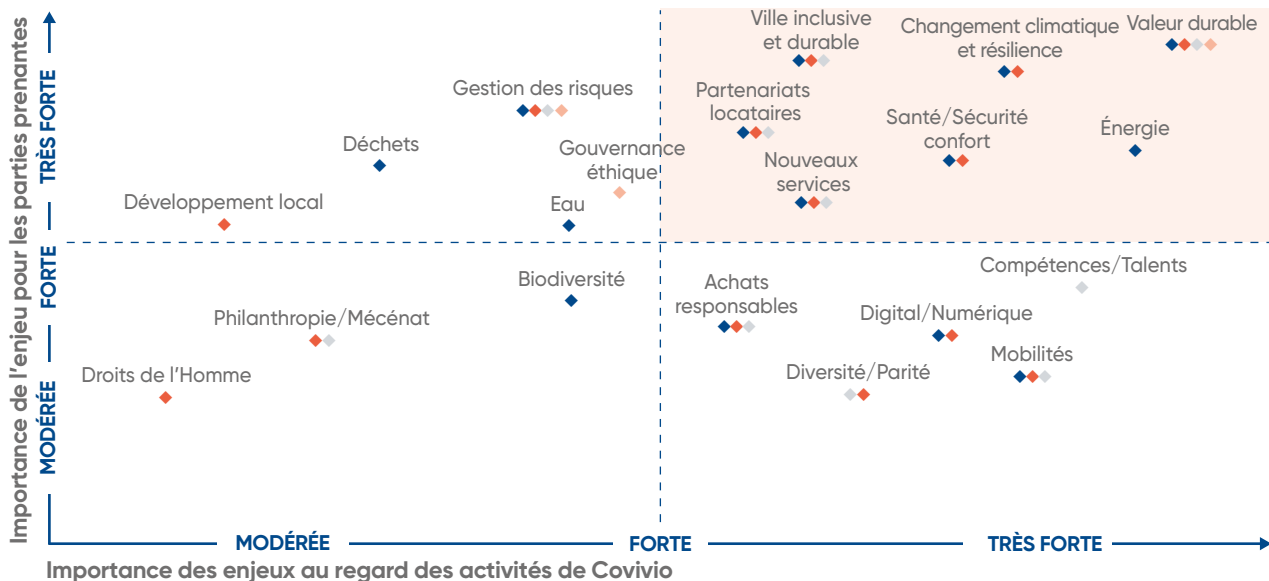 Importance de l'enjeu pour les parties prenantes
TRÈS FORTE
FORTE
MODÉRÉE
Ville inclusive
et durable
Changement climatique
et résilience
Valeur durable
Gestion des risques
Partenariats
locataires
Santé/Sécurité
confort
Énergie
Déchets
Gouvernance
éthique
Nouveaux
services
Développement local
Eau
Biodiversité
Achats
responsables
Compétences/Talents
Philanthropie/Mécénat
Digital/Numérique
Droits de l'Homme
Diversité/Parité
Mobilités
MODÉRÉE
FORTE
TRÈS FORTE
Importance des enjeux au regard des activités de Covivio